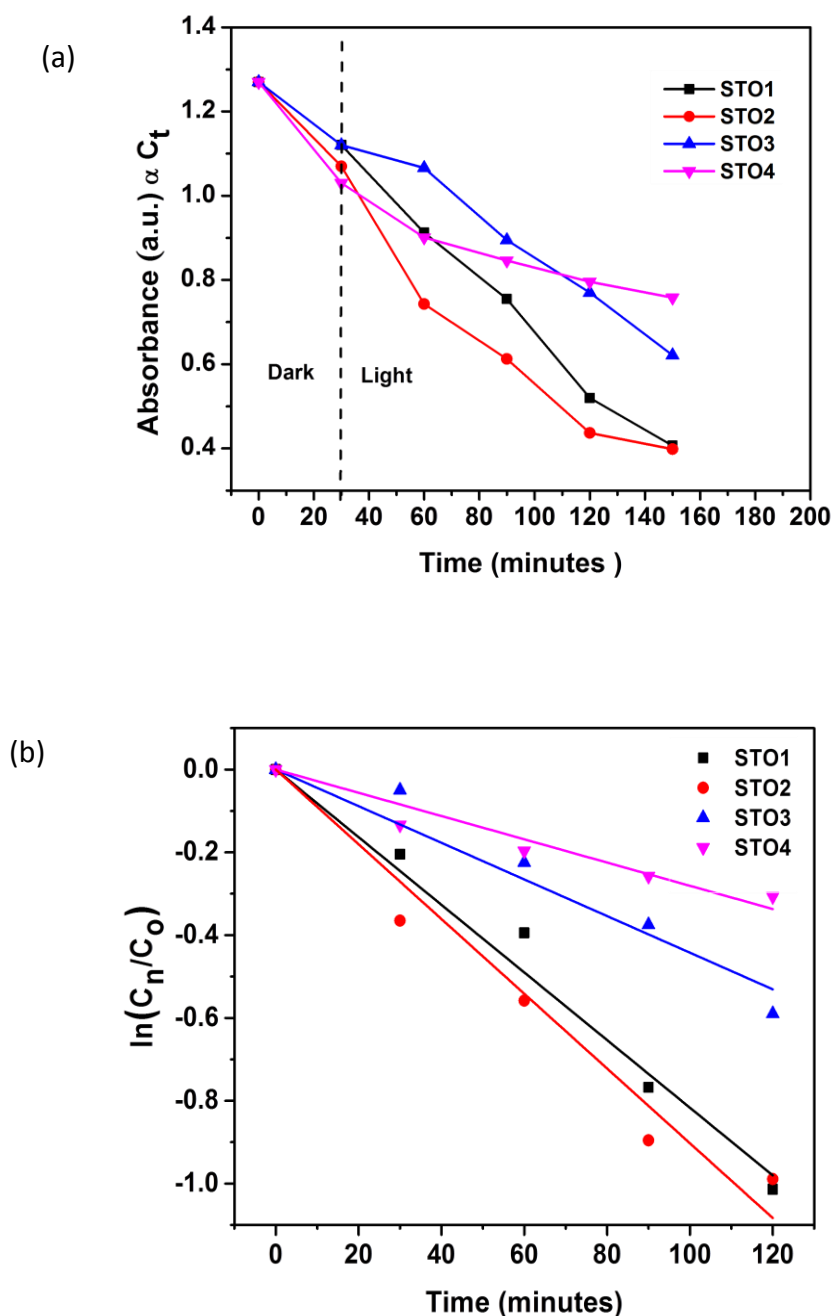 (a)
1.4
1.2
1.0
0.8
0.6
0.4
Absorbance (a.u.) α Cₜ
STO1
STO2
STO3
STO4
Dark
Light
0 20 40 60 80 100 120 140 160 180 200
Time (minutes )
(b)
0.0
-0.2
-0.4
-0.6
-0.8
-1.0
ln(Cₙ/Cₒ)
STO1
STO2
STO3
STO4
0 20 40 60 80 100 120
Time (minutes)